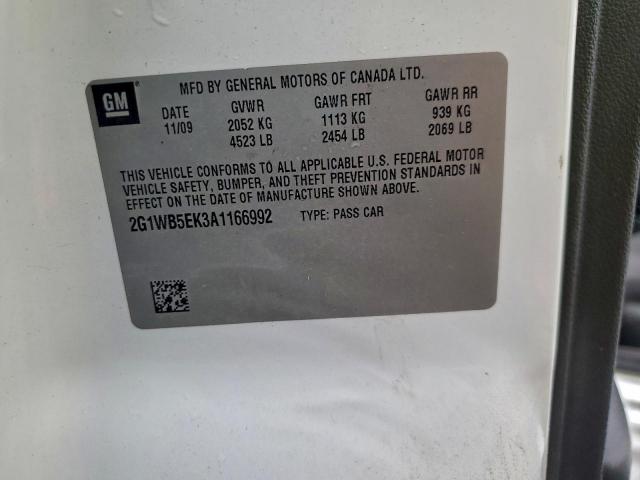 MFD BY GENERAL MOTORS OF CANADA LTD.
GM
DATE GVWR GAWR FRT GAWR RR
11/09 2052 KG 1113 KG 939 KG
4523 LB 2454 LB 2069 LB
THIS VEHICLE CONFORMS TO ALL APPLICABLE U.S. FEDERAL MOTOR
VEHICLE SAFETY, BUMPER, AND THEFT PREVENTION STANDARDS IN
EFFECT ON THE DATE OF MANUFACTURE SHOWN ABOVE.
2G1WB5EK3A1166992 TYPE: PASS CAR